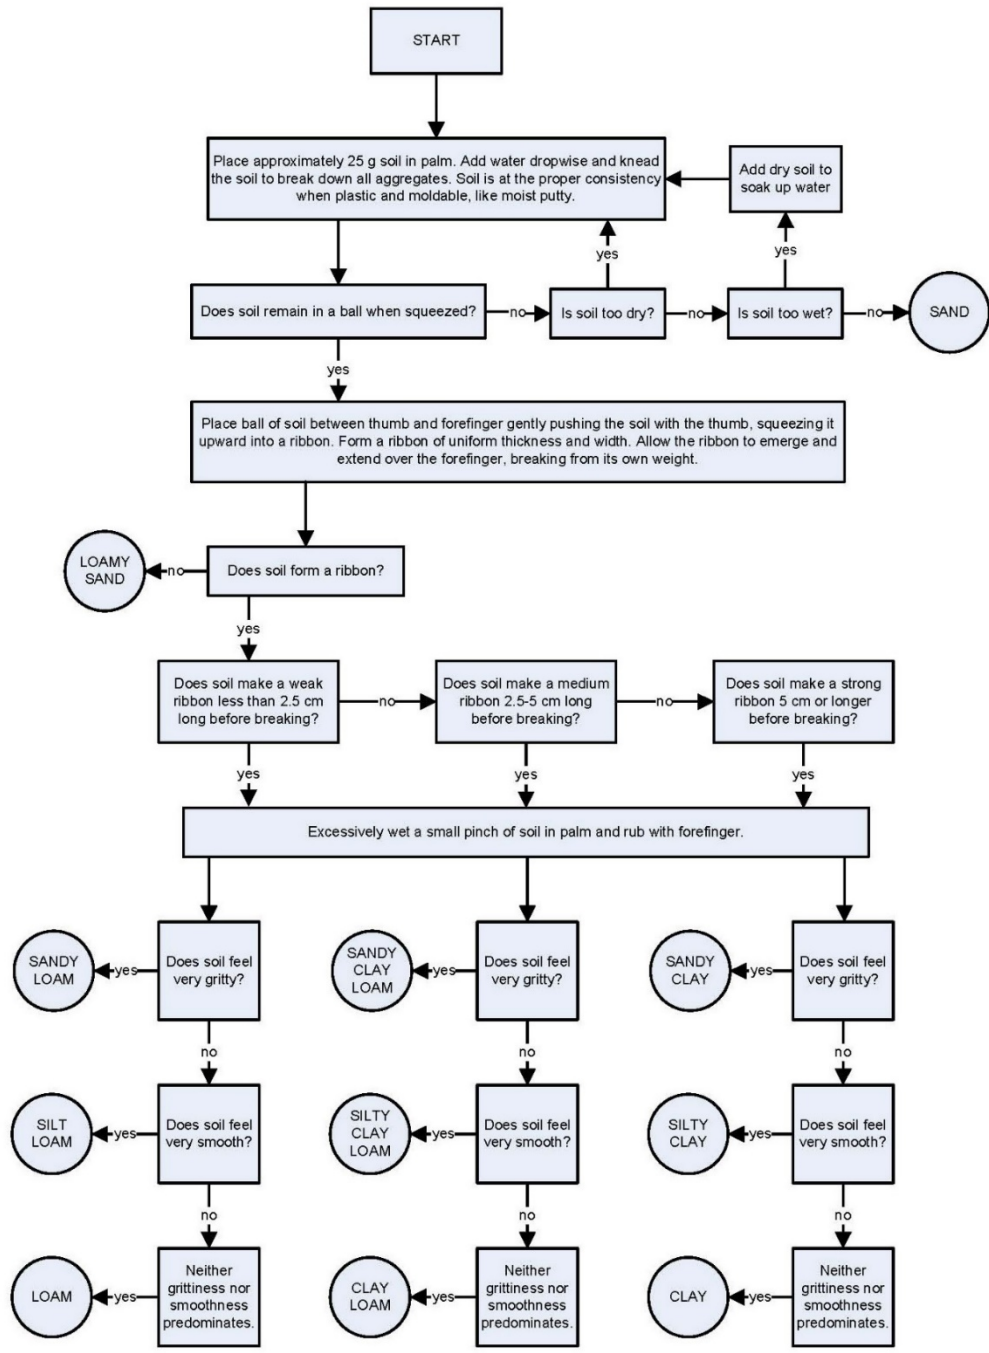 START
Place approximately 25 g soil in palm. Add water dropwise and knead
the soil to break down all aggregates. Soil is at the proper consistency
when plastic and moldable, like moist putty.
Add dry soil to
soak up water
yes
yes
Does soil remain in a ball when squeezed?
no
Is soil too dry?
no
Is soil too wet?
no
SAND
yes
Place ball of soil between thumb and forefinger gently pushing the soil with the thumb, squeezing it
upward into a ribbon. Form a ribbon of uniform thickness and width. Allow the ribbon to emerge and
extend over the forefinger, breaking from its own weight.
LOAMY
SAND
no
Does soil form a ribbon?
yes
Does soil make a weak
ribbon less than 2.5 cm
long before breaking?
no
Does soil make a medium
ribbon 2.5-5 cm long
before breaking?
no
Does soil make a strong
ribbon 5 cm or longer
before breaking?
yes
yes
yes
Excessively wet a small pinch of soil in palm and rub with forefinger.
SANDY
LOAM
yes
Does soil feel
very gritty?
SANDY
CLAY
LOAM
yes
Does soil feel
very gritty?
SANDY
CLAY
yes
Does soil feel
very gritty?
no
no
no
SILT
LOAM
yes
Does soil feel
very smooth?
SILTY
CLAY
LOAM
yes
Does soil feel
very smooth?
SILTY
CLAY
yes
Does soil feel
very smooth?
no
no
no
LOAM
yes
Neither
grittiness nor
smoothness
predominates.
CLAY
LOAM
yes
Neither
grittiness nor
smoothness
predominates.
CLAY
yes
Neither
grittiness nor
smoothness
predominates.